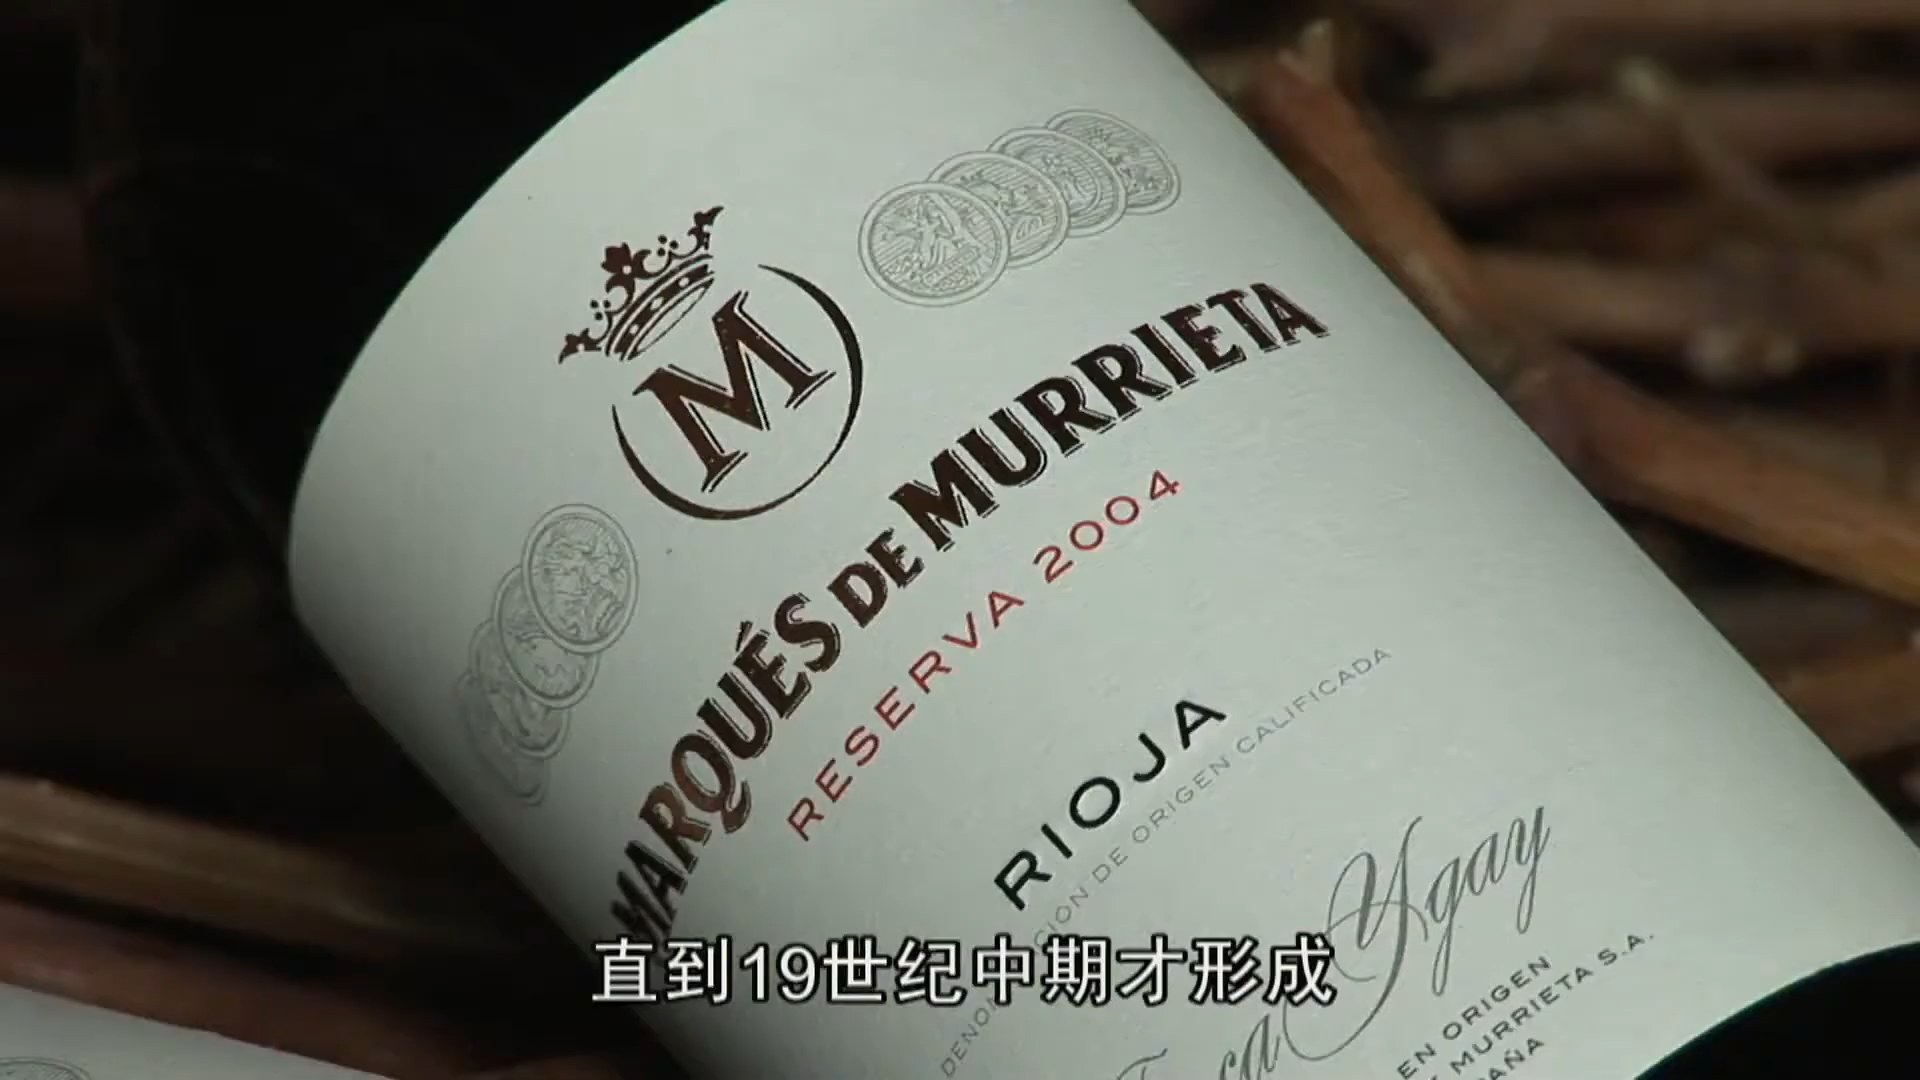 M
MARQUÉS DE MURRIETA
RESERVA 2004
RIOJA
DENOMINACIÓN DE ORIGEN CALIFICADA
Ygay
EN ORIGEN
MURRIETA S.A.
直到19世纪中期才形成